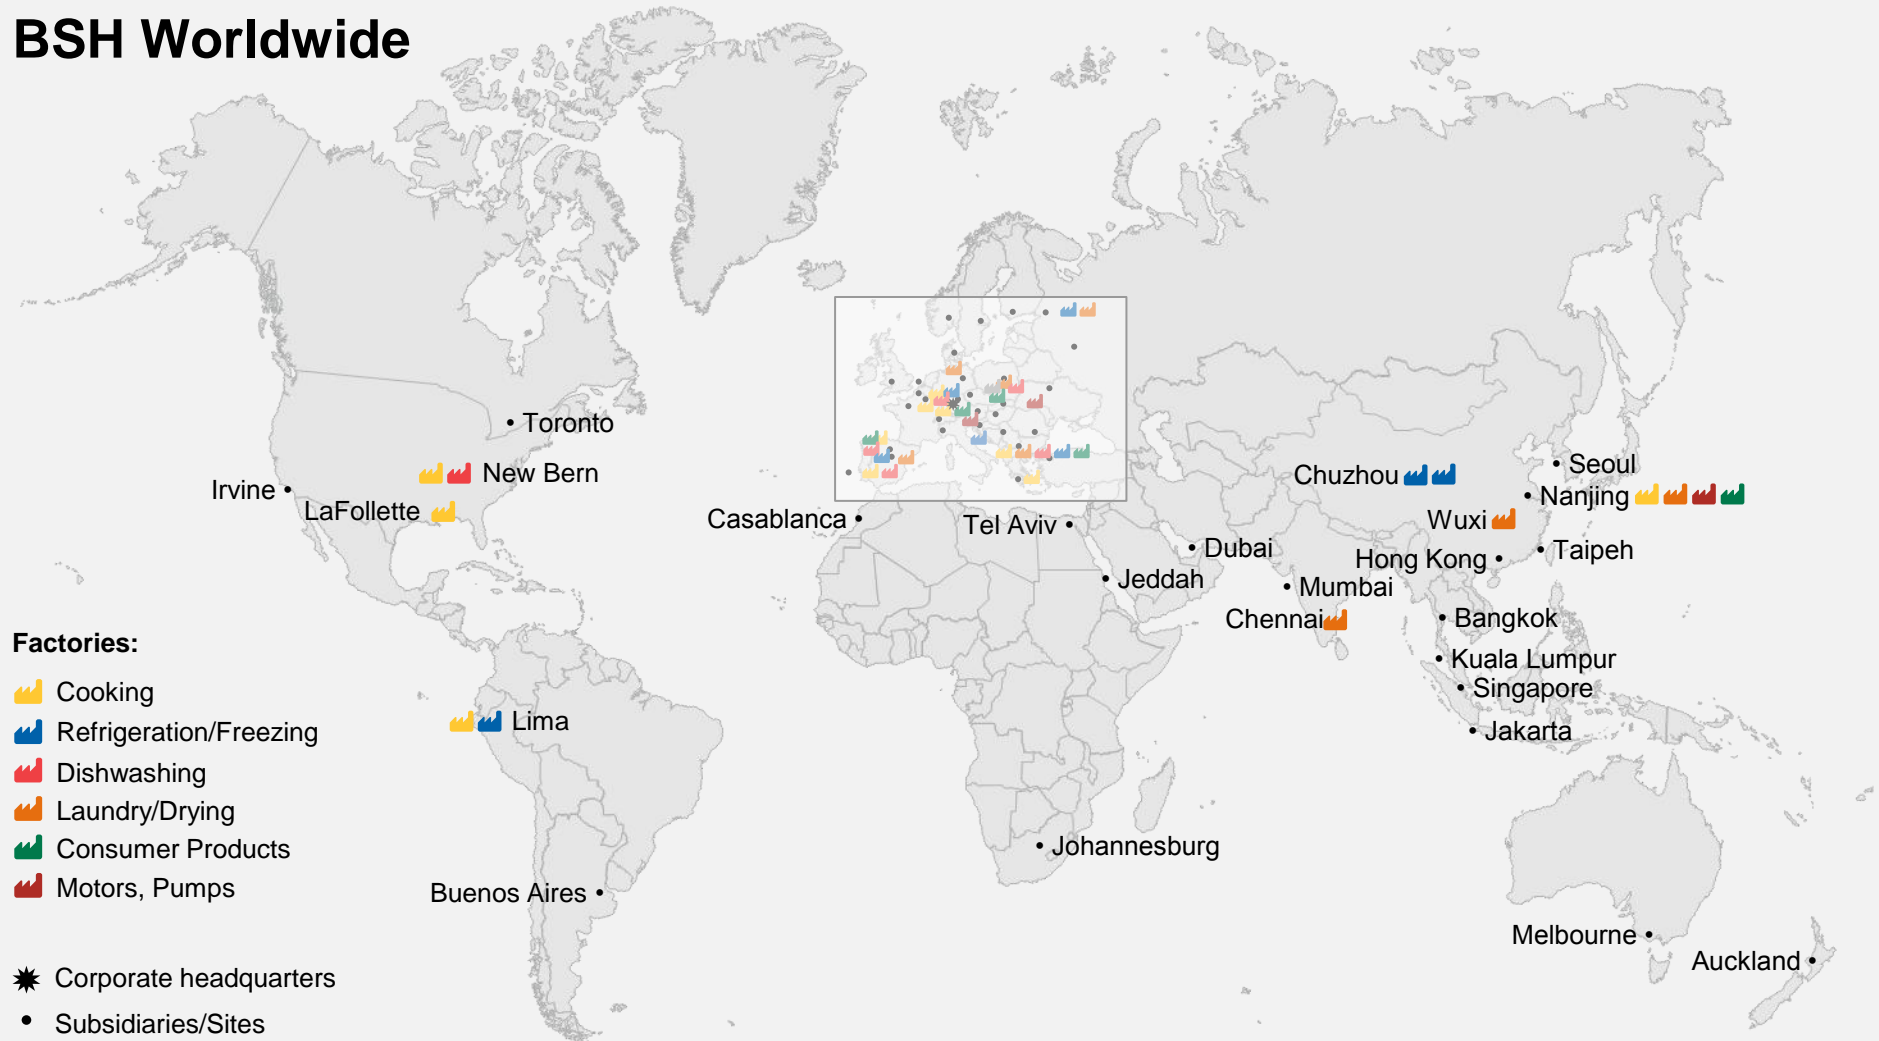 BSH Worldwide
Toronto
New Bern
Irvine
LaFollette
Casablanca
Tel Aviv
Dubai
Jeddah
Mumbai
Chennai
Chuzhou
Seoul
Nanjing
Wuxi
Hong Kong
Taipeh
Bangkok
Kuala Lumpur
Singapore
Jakarta
Lima
Johannesburg
Buenos Aires
Melbourne
Auckland
Factories:
Cooking
Refrigeration/Freezing
Dishwashing
Laundry/Drying
Consumer Products
Motors, Pumps
Corporate headquarters
Subsidiaries/Sites